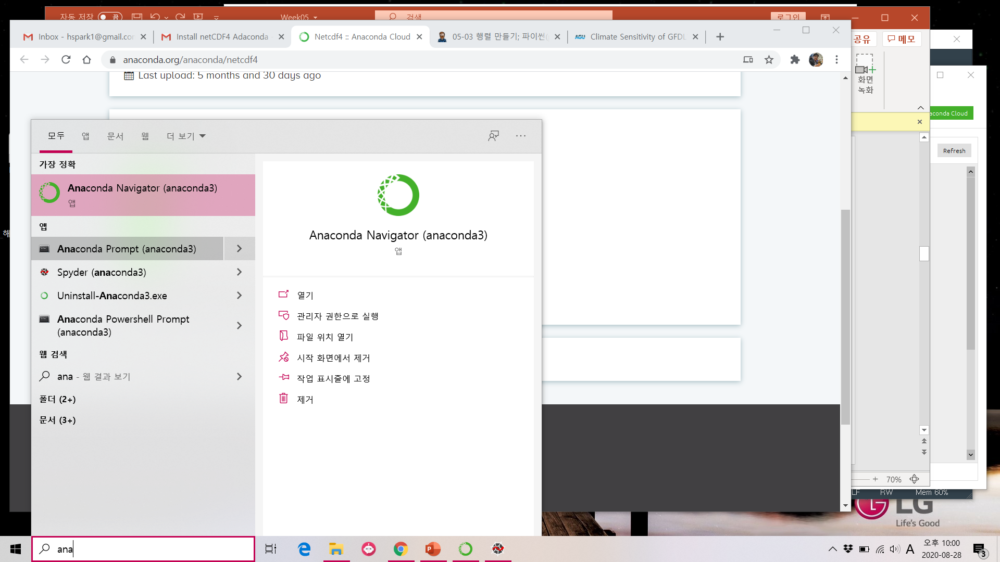 자동 저장
끔
Week05
검색
로그인
Inbox - hspark1@gmail.co
Install netCDF4 Adaconda
Netcdf4 :: Anaconda Cloud
05-03 행렬 만들기; 파이썬
Climate Sensitivity of GFDL
공유
메모
anaconda.org/anaconda/netcdf4
Last upload: 5 months and 30 days ago
화면
녹화
aconda Cloud
Refresh
모두
앱
문서
웹
더 보기
가장 정확
Anaconda Navigator (anaconda3)
앱
앱
Anaconda Prompt (anaconda3)
Spyder (anaconda3)
Uninstall-Anaconda3.exe
Anaconda Powershell Prompt
(anaconda3)
웹 검색
ana - 웹 결과 보기
폴더 (2+)
문서 (3+)
Anaconda Navigator (anaconda3)
앱
열기
관리자 권한으로 실행
파일 위치 열기
시작 화면에서 제거
작업 표시줄에 고정
제거
해
70%
LF
RW
Mem 60%
LG
Life's Good
ana
A
오후 10:00
2020-08-28
3